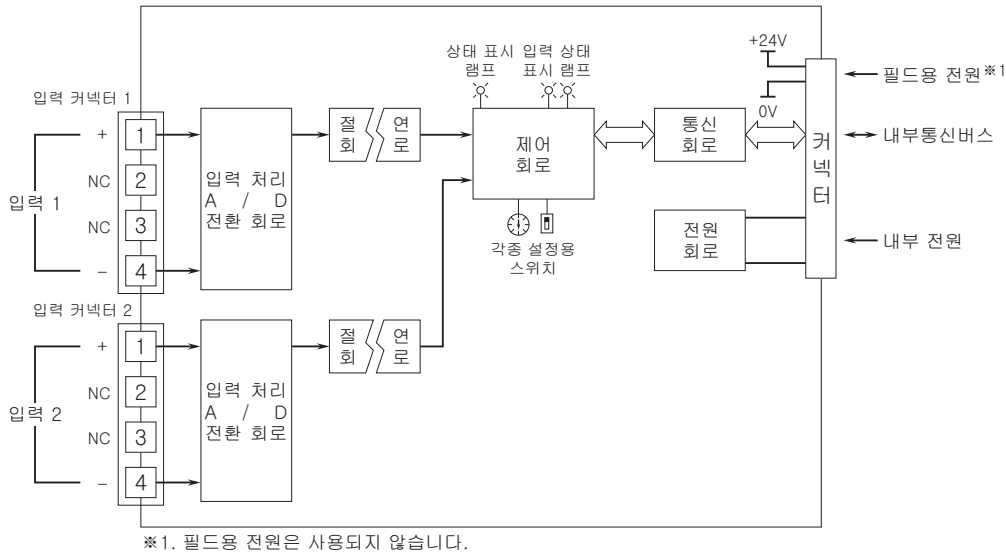 상태 표시 입력 상태
램프 표시 램프
+24V
필드용 전원※1
입력 커넥터 1
0V
+
1
절 연
회 로
제어
회로
통신
회로
커
넥
터
내부통신버스
NC
2
입력 1
입력 처리
A / D
전환 회로
NC
3
각종 설정용
스위치
전원
회로
내부 전원
−
4
입력 커넥터 2
+
1
절 연
회 로
NC
2
입력 2
입력 처리
A / D
전환 회로
NC
3
−
4
※1. 필드용 전원은 사용되지 않습니다.